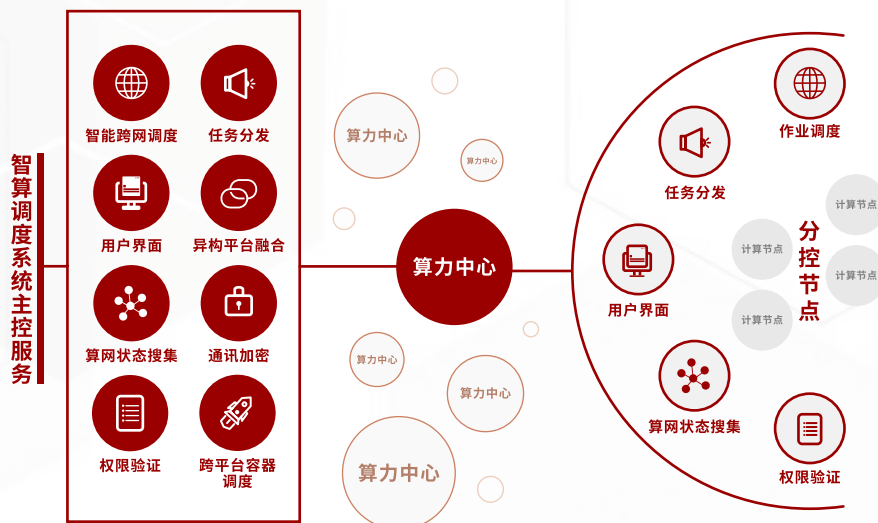 智算调度系统主控服务
智能跨网调度
任务分发
用户界面
异构平台融合
算网状态搜集
通讯加密
权限验证
跨平台容器
调度
算力中心
算力中心
算力中心
算力中心
算力中心
算力中心
作业调度
任务分发
用户界面
算网状态搜集
权限验证
分控节点
计算节点
计算节点
计算节点
计算节点